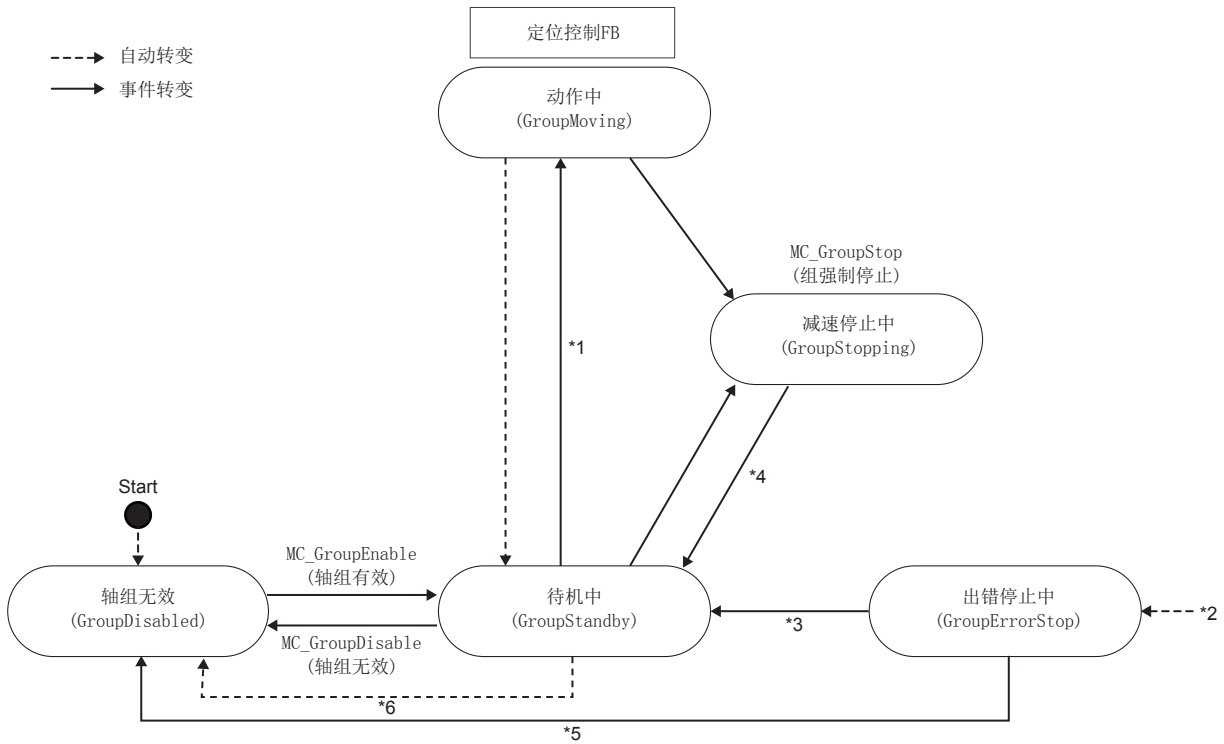 定位控制FB
自动转变
事件转变
动作中
(GroupMoving)
MC_GroupStop
(组强制停止)
减速停止中
(GroupStopping)
*1
*4
Start
MC_GroupEnable
(轴组有效)
轴组无效
(GroupDisabled)
待机中
(GroupStandby)
出错停止中
(GroupErrorStop)
*2
*3
MC_GroupDisable
(轴组无效)
*6
*5